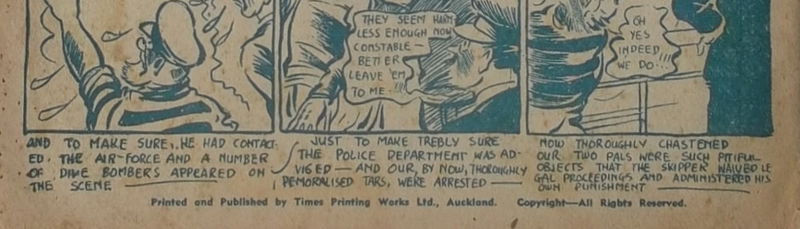 THEY SEEM HARM
LESS ENOUGH NOW
CONSTABLE —
BETTER
LEAVE 'EM
TO ME.!!
OH
YES
INDEED,
WE DO.!!!
AND TO MAKE SURE, HE HAD CONTACT-
ED. THE AIR-FORCE AND A NUMBER
OF DIVE BOMBERS APPEARED ON
THE SCENE
JUST TO MAKE TREBLY SURE
THE POLICE DEPARTMENT WAS AD-
VISED — AND OUR, BY NOW, THOROUGHLY
DEMORALISED TARS, WERE ARRESTED —
NOW THOROUGHLY CHASTENED
OUR TWO PALS WERE SUCH PITIFUL
OBJECTS THAT THE SKIPPER WAIVED LE
GAL PROCEEDINGS AND ADMINISTERED HIS
OWN PUNISHMENT
Printed and Published by Times Printing Works Ltd., Auckland. Copyright—All Rights Reserved.